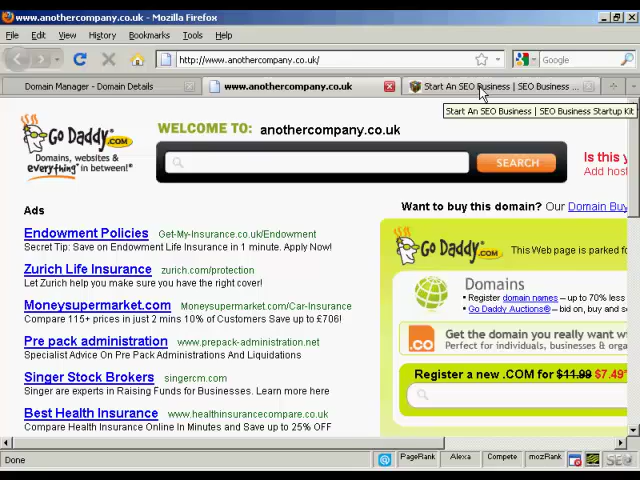 www.anothercompany.co.uk - Mozilla Firefox
File Edit View Bookmarks Tools Help
http://www.anothercompany.co.uk/ Google
Domain Manager - Domain Details www.anothercompany.co.uk Start An SEO Business | SEO Business ...
Start An SEO Business | SEO Business Startup Kit
Go Daddy.COM
Domains, websites &
everything* in between!®
WELCOME TO: anothercompany.co.uk
SEARCH
Is this y
Add host
Ads
Want to buy this domain? Our Domain Buy
Endowment Policies Get-My-Insurance.co.uk/Endowment
Secret Tip: Save on Endowment Life Insurance in 1 minute. Apply Now!
Zurich Life Insurance zurich.com/protection
Let Zurich help you make sure you have the right cover!
Moneysupermarket.com Moneysupermarket.com/Car-Insurance
Compare 115+ prices in just 2 mins 10% of Customers Save up to £706!
Pre pack administration www.prepack-administration.net
Specialist Advice On Pre Pack Administrations And Liquidations
Singer Stock Brokers singercm.com
Singer are experts in Raising Funds for Businesses. Learn more here
Best Health Insurance www.healthinsurancecompare.co.uk
Compare Health Insurance Online In Minutes and Save up to 25% OFF
Go Daddy.COM This Web page is parked fo
Domains
• Register domain names – up to 70% less
• Go Daddy Auctions® – bid on, buy and se
.co Get the domain you really want w
Perfect for individuals, businesses & orga
Register a new .COM for $11.99 $7.49*
Done PageRank Alexa Compete mozRank SEO